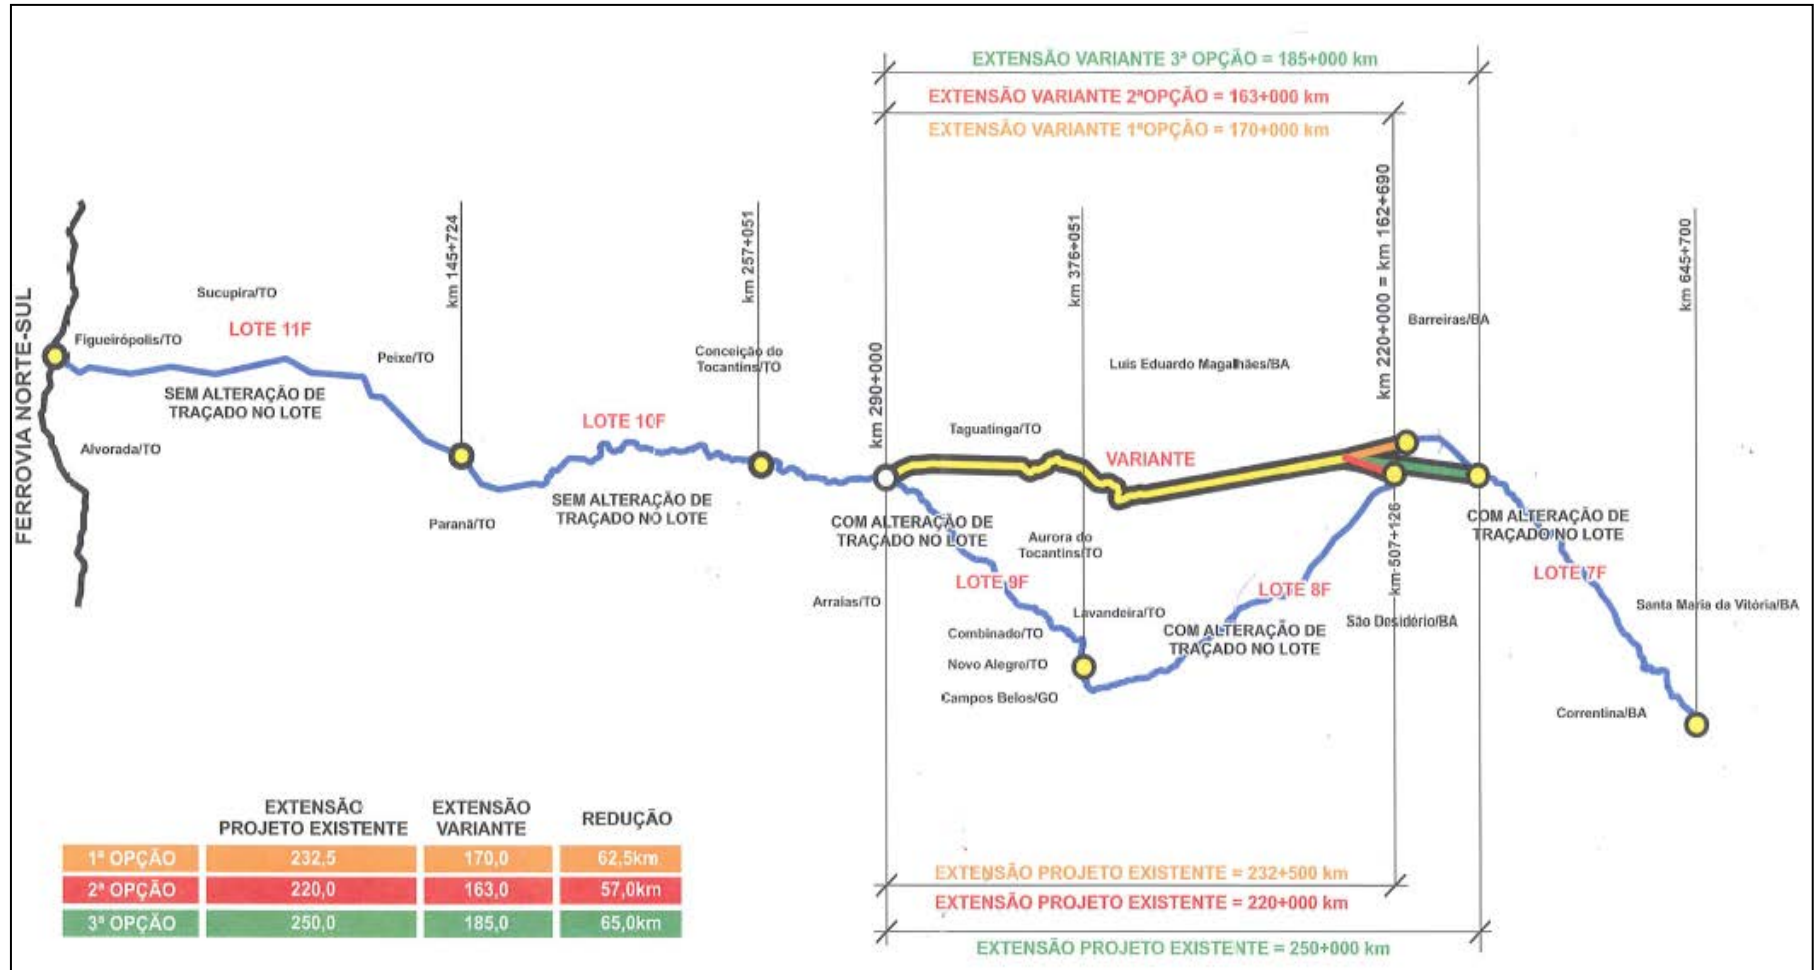 EXTENSÃO VARIANTE 3ª OPÇÃO = 185+000 km
EXTENSÃO VARIANTE 2ªOPÇÃO = 163+000 km
EXTENSÃO VARIANTE 1ªOPÇÃO = 170+000 km
FERROVIA NORTE-SUL
km 145+724
km 257+051
km 290+000
km 376+051
km 220+000 = km 162+690
km 645+700
Sucupira/TO
LOTE 11F
Figueirópolis/TO
Peixe/TO
SEM ALTERAÇÃO DE
TRAÇADO NO LOTE
Alvorada/TO
Conceição do
Tocantins/TO
LOTE 10F
SEM ALTERAÇÃO DE
TRAÇADO NO LOTE
Paranã/TO
Barreiras/BA
Luis Eduardo Magalhães/BA
Taguatinga/TO
VARIANTE
COM ALTERAÇÃO DE
TRAÇADO NO LOTE
Aurora do
Tocantins/TO
LOTE 9F
Arraias/TO
Combinado/TO
Lavandeira/TO
Novo Alegre/TO
Campos Belos/GO
km 507+126
LOTE 8F
COM ALTERAÇÃO DE
TRAÇADO NO LOTE
São Desidério/BA
COM ALTERAÇÃO DE
TRAÇADO NO LOTE
LOTE 7F
Santa Maria da Vitória/BA
Correntina/BA
EXTENSÃO PROJETO EXISTENTE EXTENSÃO VARIANTE REDUÇÃO
1ª OPÇÃO 232,5 170,0 62,5km
2ª OPÇÃO 220,0 163,0 57,0km
3ª OPÇÃO 250,0 185,0 65,0km
EXTENSÃO PROJETO EXISTENTE = 232+500 km
EXTENSÃO PROJETO EXISTENTE = 220+000 km
EXTENSÃO PROJETO EXISTENTE = 250+000 km